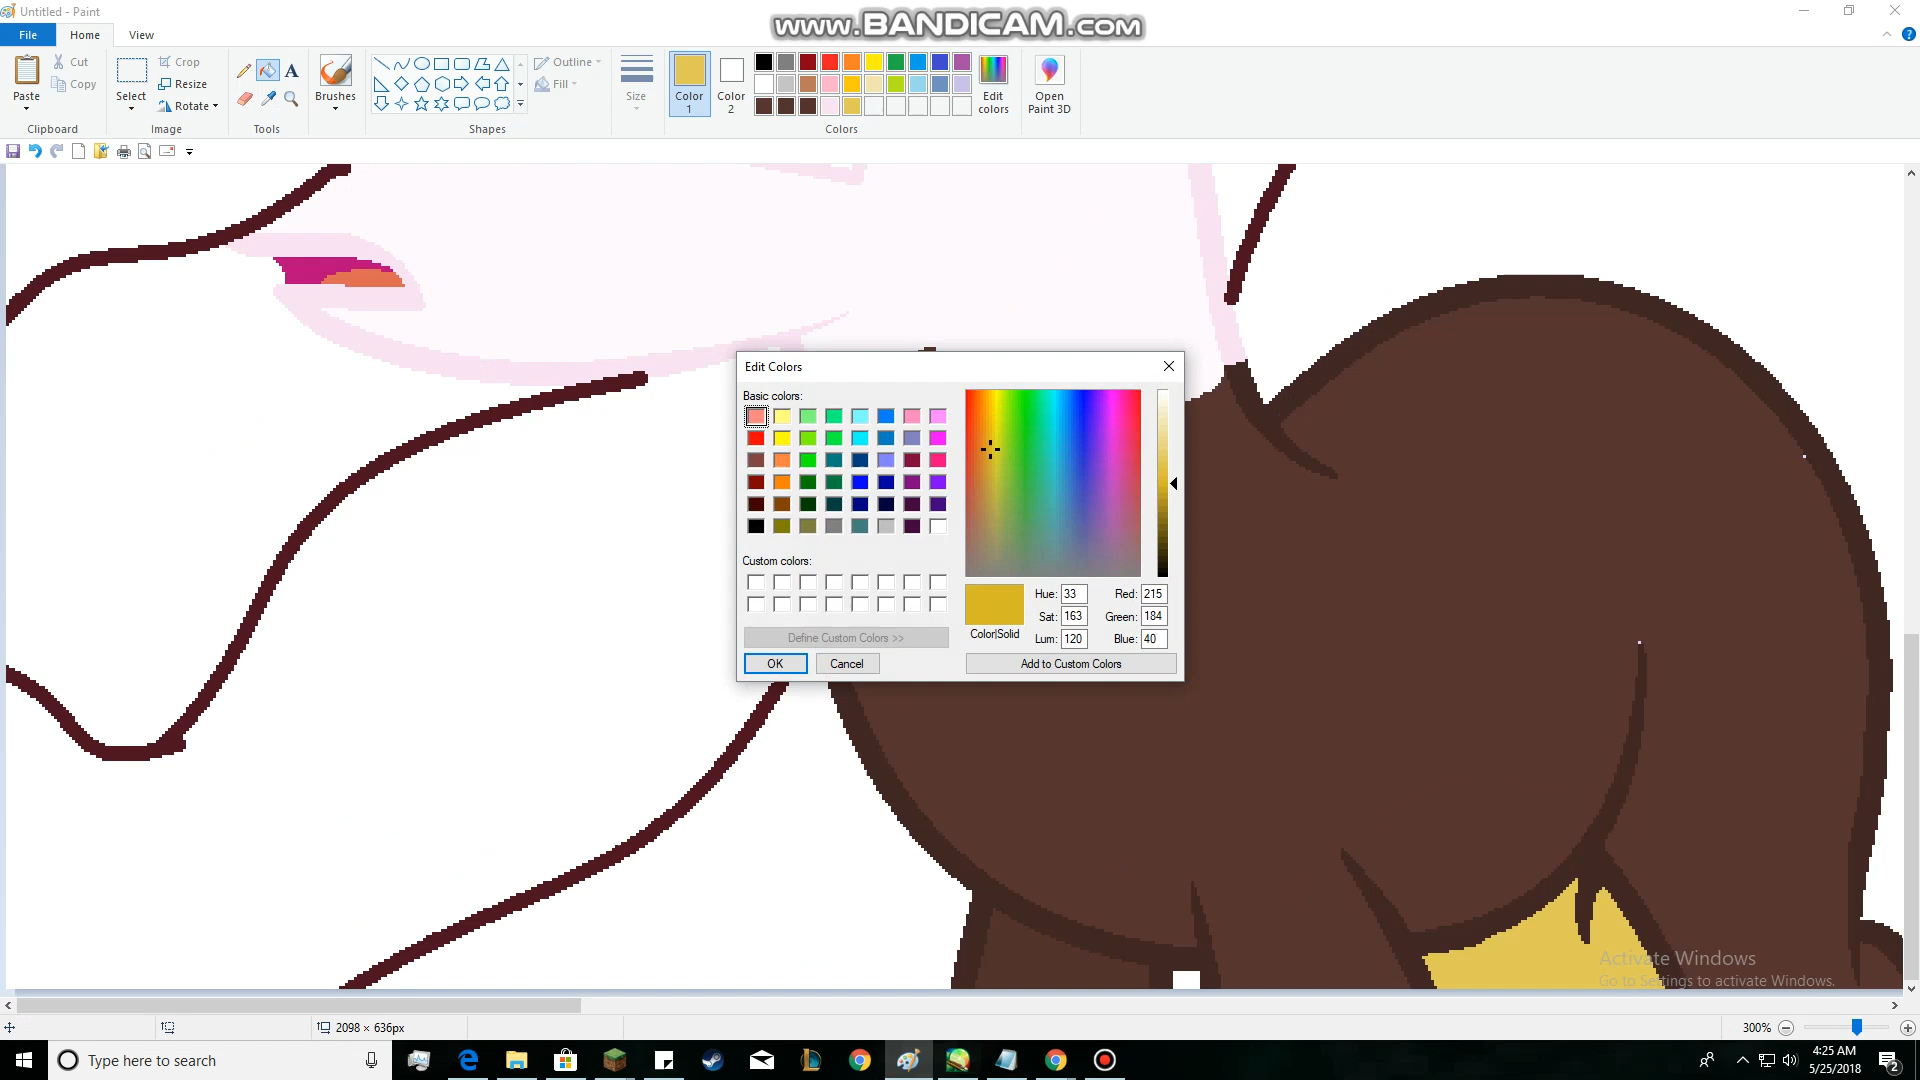 Untitled - Paint
www.BANDICAM.com
File Home View
Paste
Cut
Copy
Clipboard
Select
Crop
Resize
Rotate
Image
Tools
Brushes
Shapes
Outline
Fill
Size
Color 1
Color 2
Colors
Edit colors
Open Paint 3D
Edit Colors
Basic colors:
Custom colors:
Define Custom Colors >>
OK
Cancel
Color|Solid
Hue: 33
Sat: 163
Lum: 120
Red: 215
Green: 184
Blue: 40
Add to Custom Colors
Activate Windows
Go to Settings to activate Windows.
2098 × 636px
300%
Type here to search
4:25 AM
5/25/2018
2